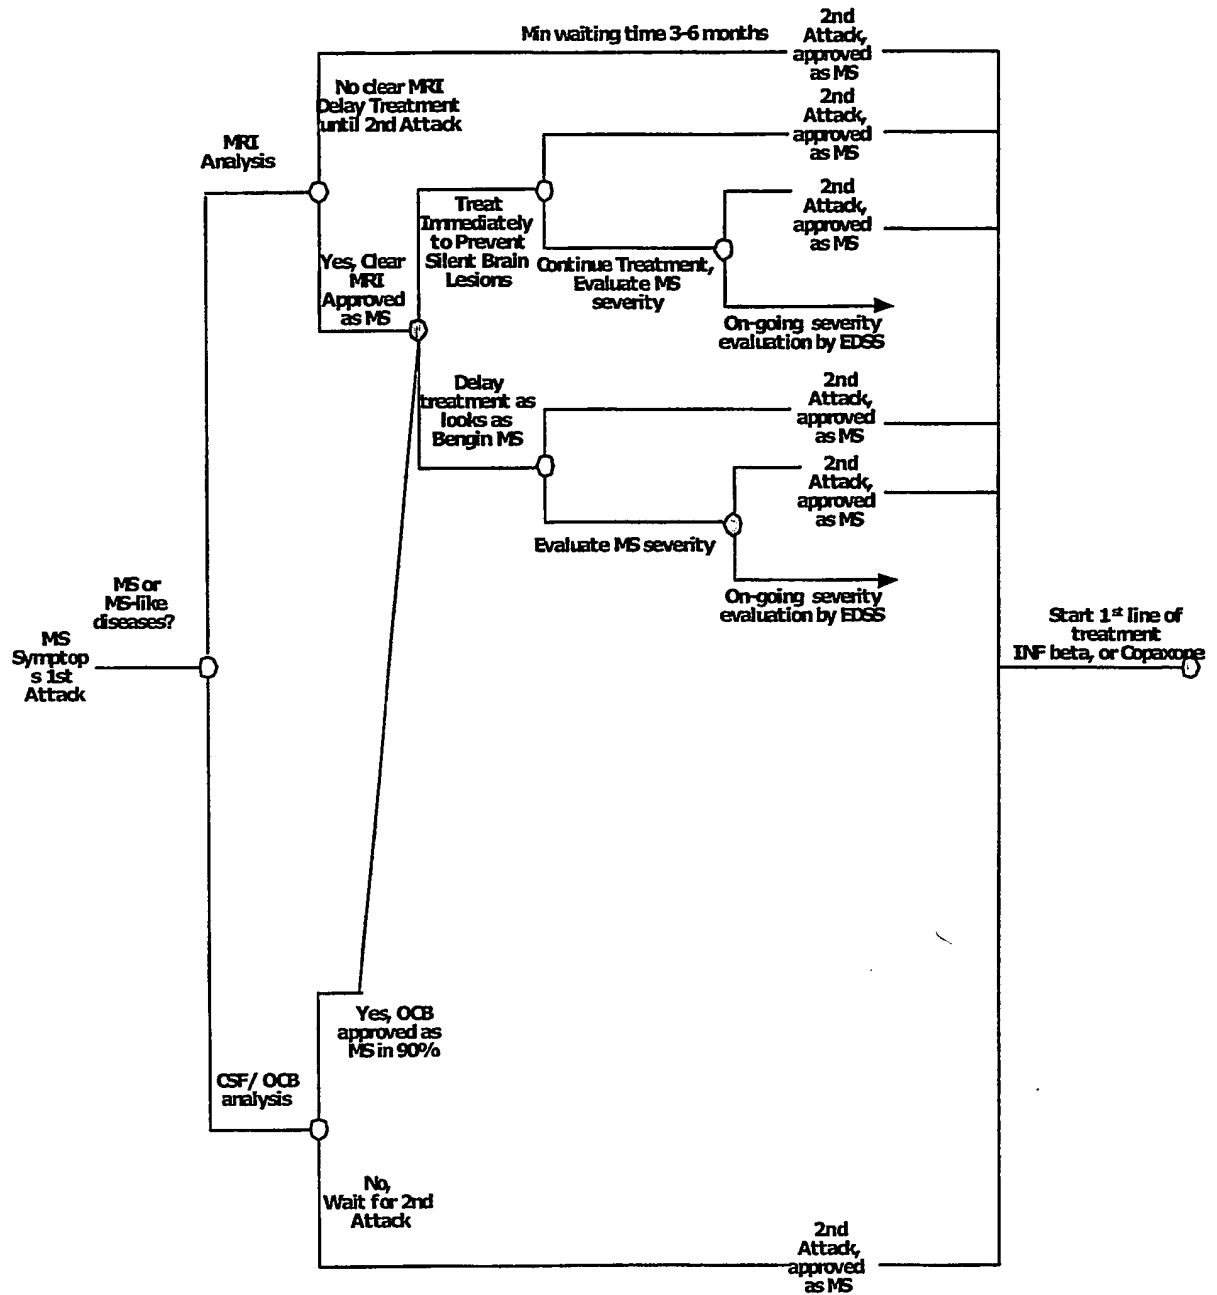 Min waiting time 3-6 months
2nd
Attack,
approved
as MS
No clear MRI
Delay Treatment
until 2nd Attack
2nd
Attack,
approved
as MS
MRI
Analysis
2nd
Attack,
approved
as MS
Treat
Immediately
to Prevent
Silent Brain
Lesions
Yes, Clear
MRI
Approved
as MS
Continue Treatment,
Evaluate MS
severity
On-going severity
evaluation by EDSS
Delay
treatment as
looks as
Bengin MS
2nd
Attack,
approved
as MS
2nd
Attack,
approved
as MS
Evaluate MS severity
On-going severity
evaluation by EDSS
MS or
MS-like
diseases?
MS
Symptop
s 1st
Attack
Start 1st line of
treatment
INF beta, or Copaxone
Yes, OCB
approved as
MS in 90%
CSF/ OCB
analysis
No,
Wait for 2nd
Attack
2nd
Attack,
approved
as MS